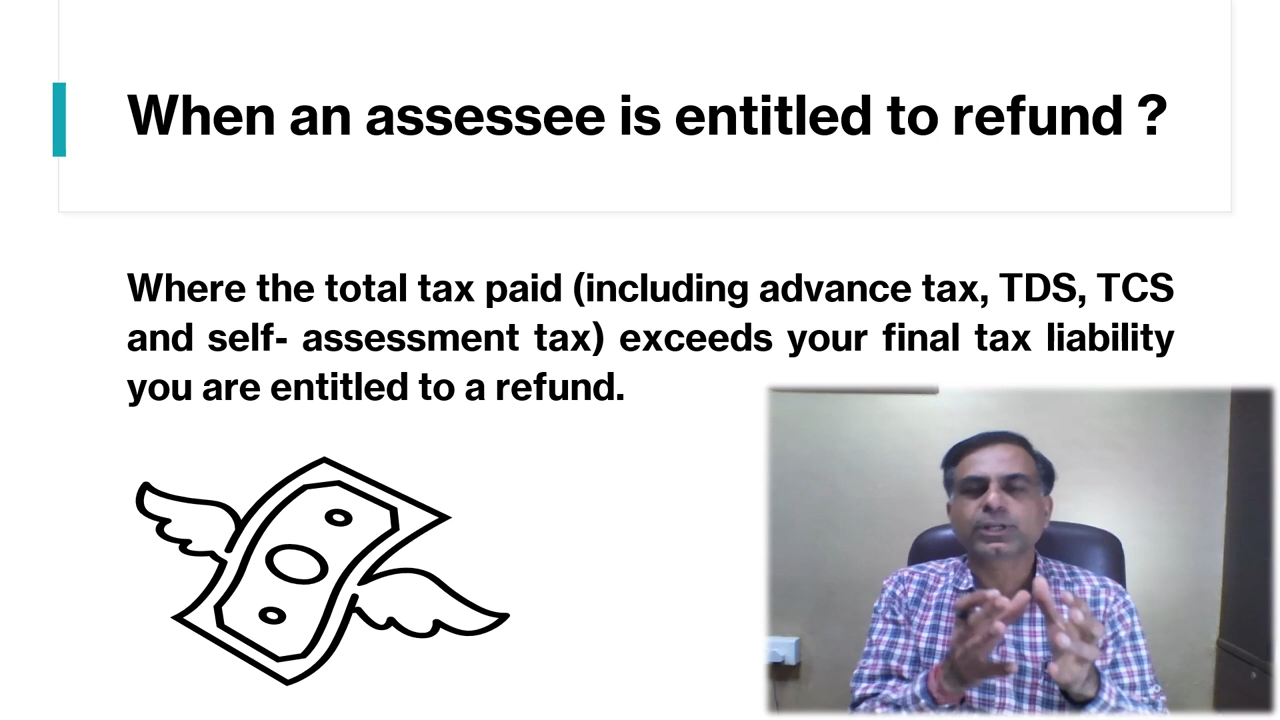 When an assessee is entitled to refund ?
Where the total tax paid (including advance tax, TDS, TCS
and self- assessment tax) exceeds your final tax liability
you are entitled to a refund.